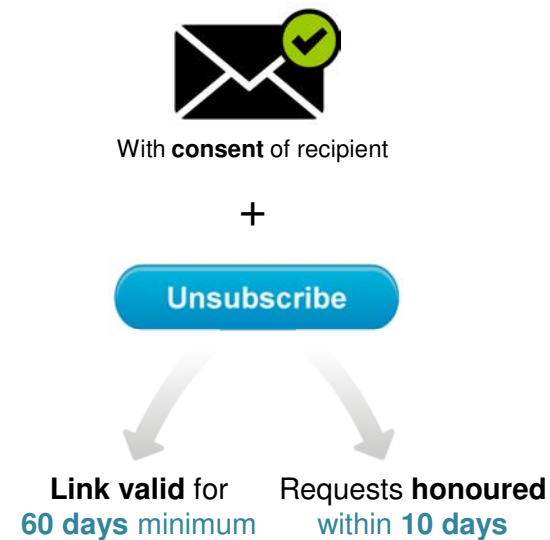 With consent of recipient
+
Unsubscribe
Link valid for
60 days minimum
Requests honoured
within 10 days